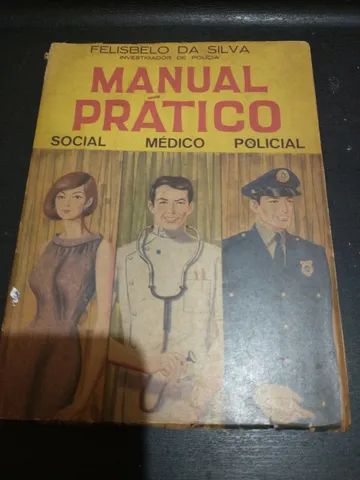 FELISBELO DA SILVA
INVESTIGADOR DE POLÍCIA
MANUAL
PRÁTICO
SOCIAL MÉDICO POLICIAL